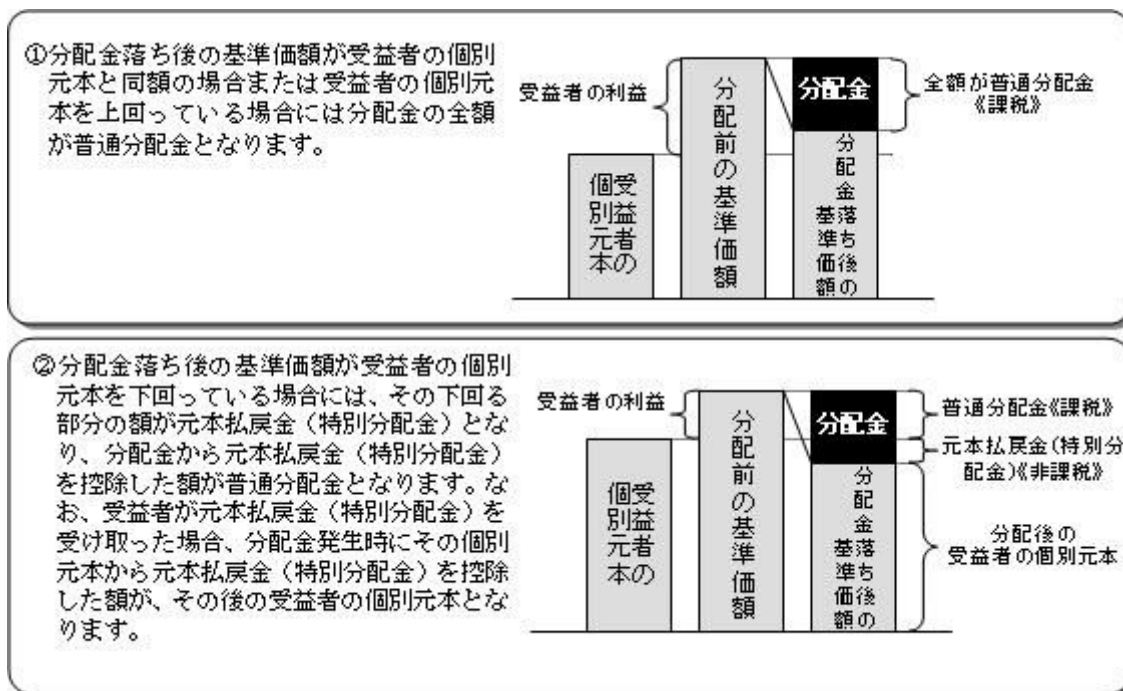 ①分配金落ち後の基準価額が受益者の個別
元本と同額の場合または受益者の個別元
本を上回っている場合には分配金の全額
が普通分配金となります。
受益者の利益
受益者の
個別元本
分配前の基準価額
分配金
分配金落ち後の
基準価額
全額が普通分配金
《課税》
②分配金落ち後の基準価額が受益者の個別
元本を下回っている場合には、その下回る
部分の額が元本払戻金（特別分配金）とな
り、分配金から元本払戻金（特別分配金）
を控除した額が普通分配金となります。な
お、受益者が元本払戻金（特別分配金）を
受け取った場合、分配金発生時にその個別
元本から元本払戻金（特別分配金）を控除
した額が、その後の受益者の個別元本とな
ります。
受益者の利益
受益者の
個別元本
分配前の基準価額
分配金
分配金落ち後の
基準価額
普通分配金《課税》
元本払戻金（特別分
配金）《非課税》
分配後の
受益者の個別元本